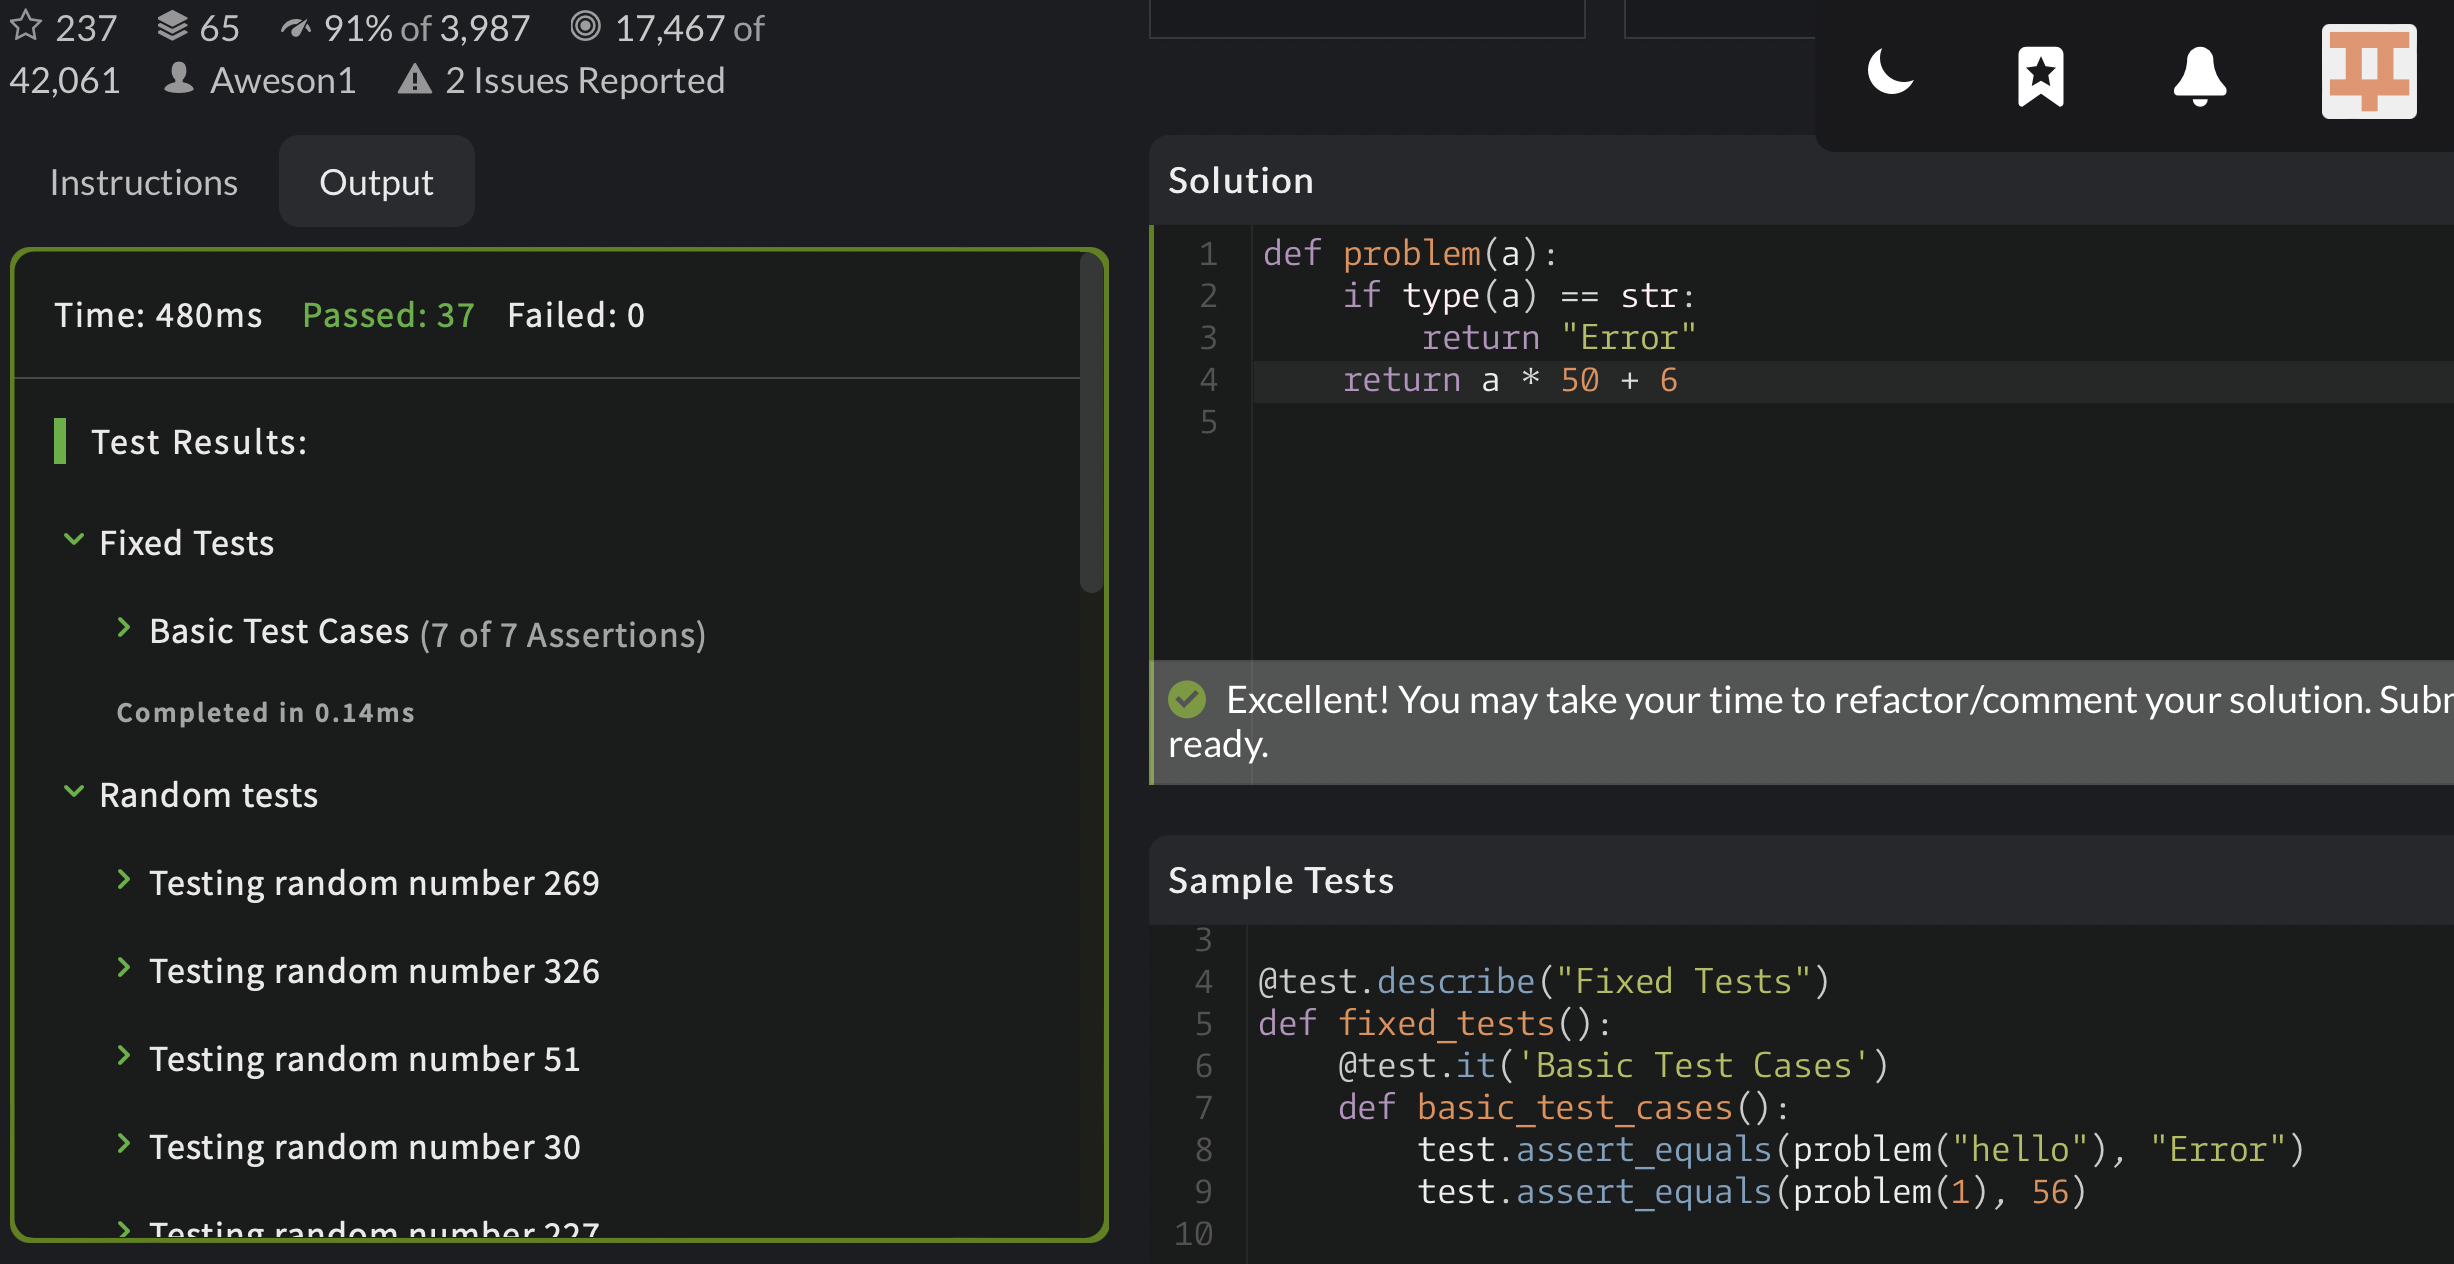 237 65 91% of 3,987 17,467 of
42,061 Aweson1 2 Issues Reported
Instructions Output
Time: 480ms Passed: 37 Failed: 0
Test Results:
Fixed Tests
Basic Test Cases (7 of 7 Assertions)
Completed in 0.14ms
Random tests
Testing random number 269
Testing random number 326
Testing random number 51
Testing random number 30
Testing random number 227
Solution
1 def problem(a):
2     if type(a) == str:
3         return "Error"
4     return a * 50 + 6
5
Excellent! You may take your time to refactor/comment your solution.
ready.
Sample Tests
3
4 @test.describe("Fixed Tests")
5 def fixed_tests():
6     @test.it('Basic Test Cases')
7     def basic_test_cases():
8         test.assert_equals(problem("hello"), "Error")
9         test.assert_equals(problem(1), 56)
10